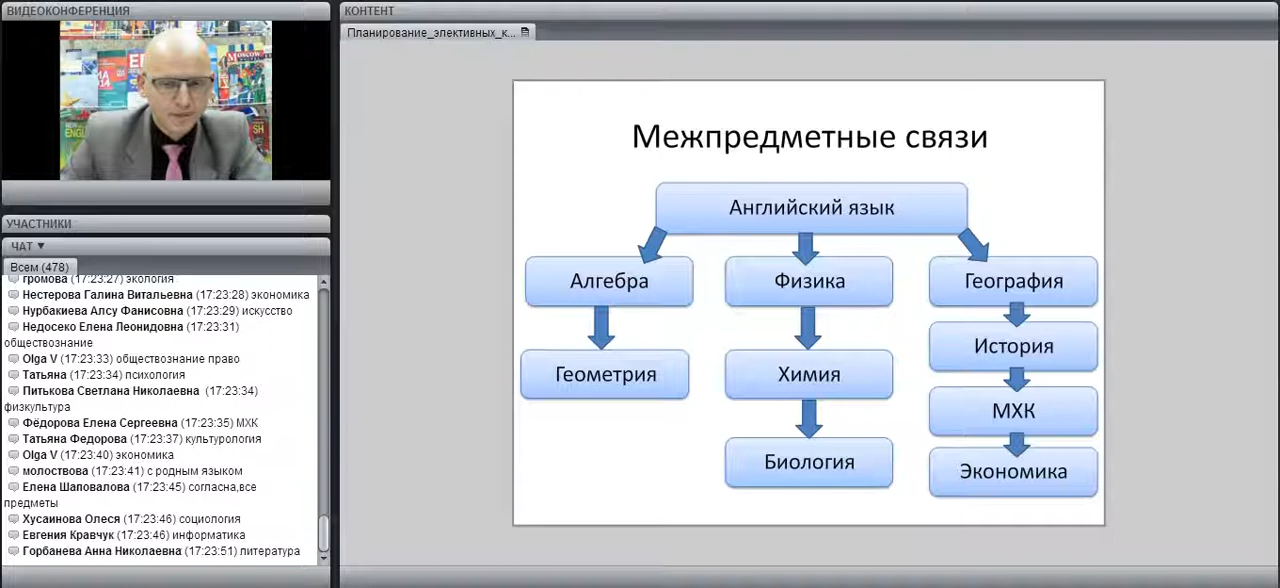 ВИДЕОКОНФЕРЕНЦИЯ
MOSCOW
SH
УЧАСТНИКИ
ЧАТ ▼
Всем (478)
громова (17:23:27) экология
Нестерова Галина Витальевна (17:23:28) экономика
Нурбакиева Алсу Фанисовна (17:23:29) искусство
Недосеко Елена Леонидовна (17:23:31)
обществознание
Olga V (17:23:33) обществознание право
Татьяна (17:23:34) психология
Питькова Светлана Николаевна (17:23:34)
физкультура
Фёдорова Елена Сергеевна (17:23:35) МХК
Татьяна Федорова (17:23:37) культурология
Olga V (17:23:40) экономика
молоствова (17:23:41) с родным языком
Елена Шаповалова (17:23:45) согласна,все
предметы
Хусаинова Олеся (17:23:46) социология
Евгения Кравчук (17:23:46) информатика
Горбанева Анна Николаевна (17:23:51) литература
КОНТЕНТ
Планирование_элективных_к...
Межпредметные связи
Английский язык
Алгебра
Физика
География
Геометрия
Химия
История
МХК
Биология
Экономика